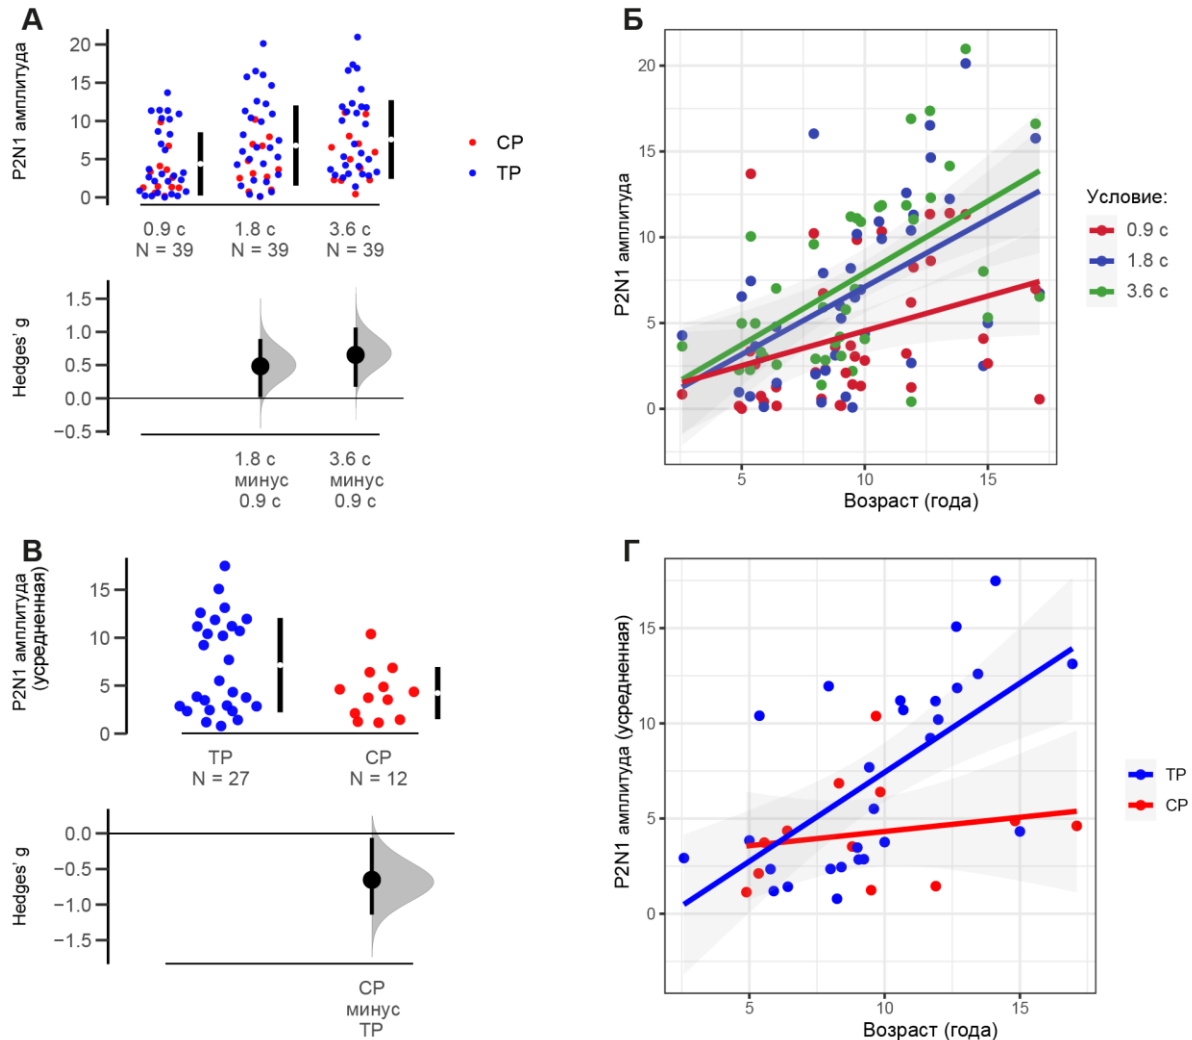 А
P2N1 амплитуда
20
15
10
5
0
0.9 с
N = 39
1.8 с
N = 39
3.6 с
N = 39
СР
ТР
Hedges' g
1.5
1.0
0.5
0.0
−0.5
1.8 с
минус
0.9 с
3.6 с
минус
0.9 с
Б
P2N1 амплитуда
20
15
10
5
0
5
10
15
Возраст (года)
Условие:
0.9 с
1.8 с
3.6 с
В
P2N1 амплитуда
(усредненная)
15
10
5
0
ТР
N = 27
СР
N = 12
Hedges' g
0.0
−0.5
−1.0
−1.5
СР
минус
ТР
Г
P2N1 амплитуда (усредненная)
15
10
5
0
5
10
15
Возраст (года)
ТР
СР